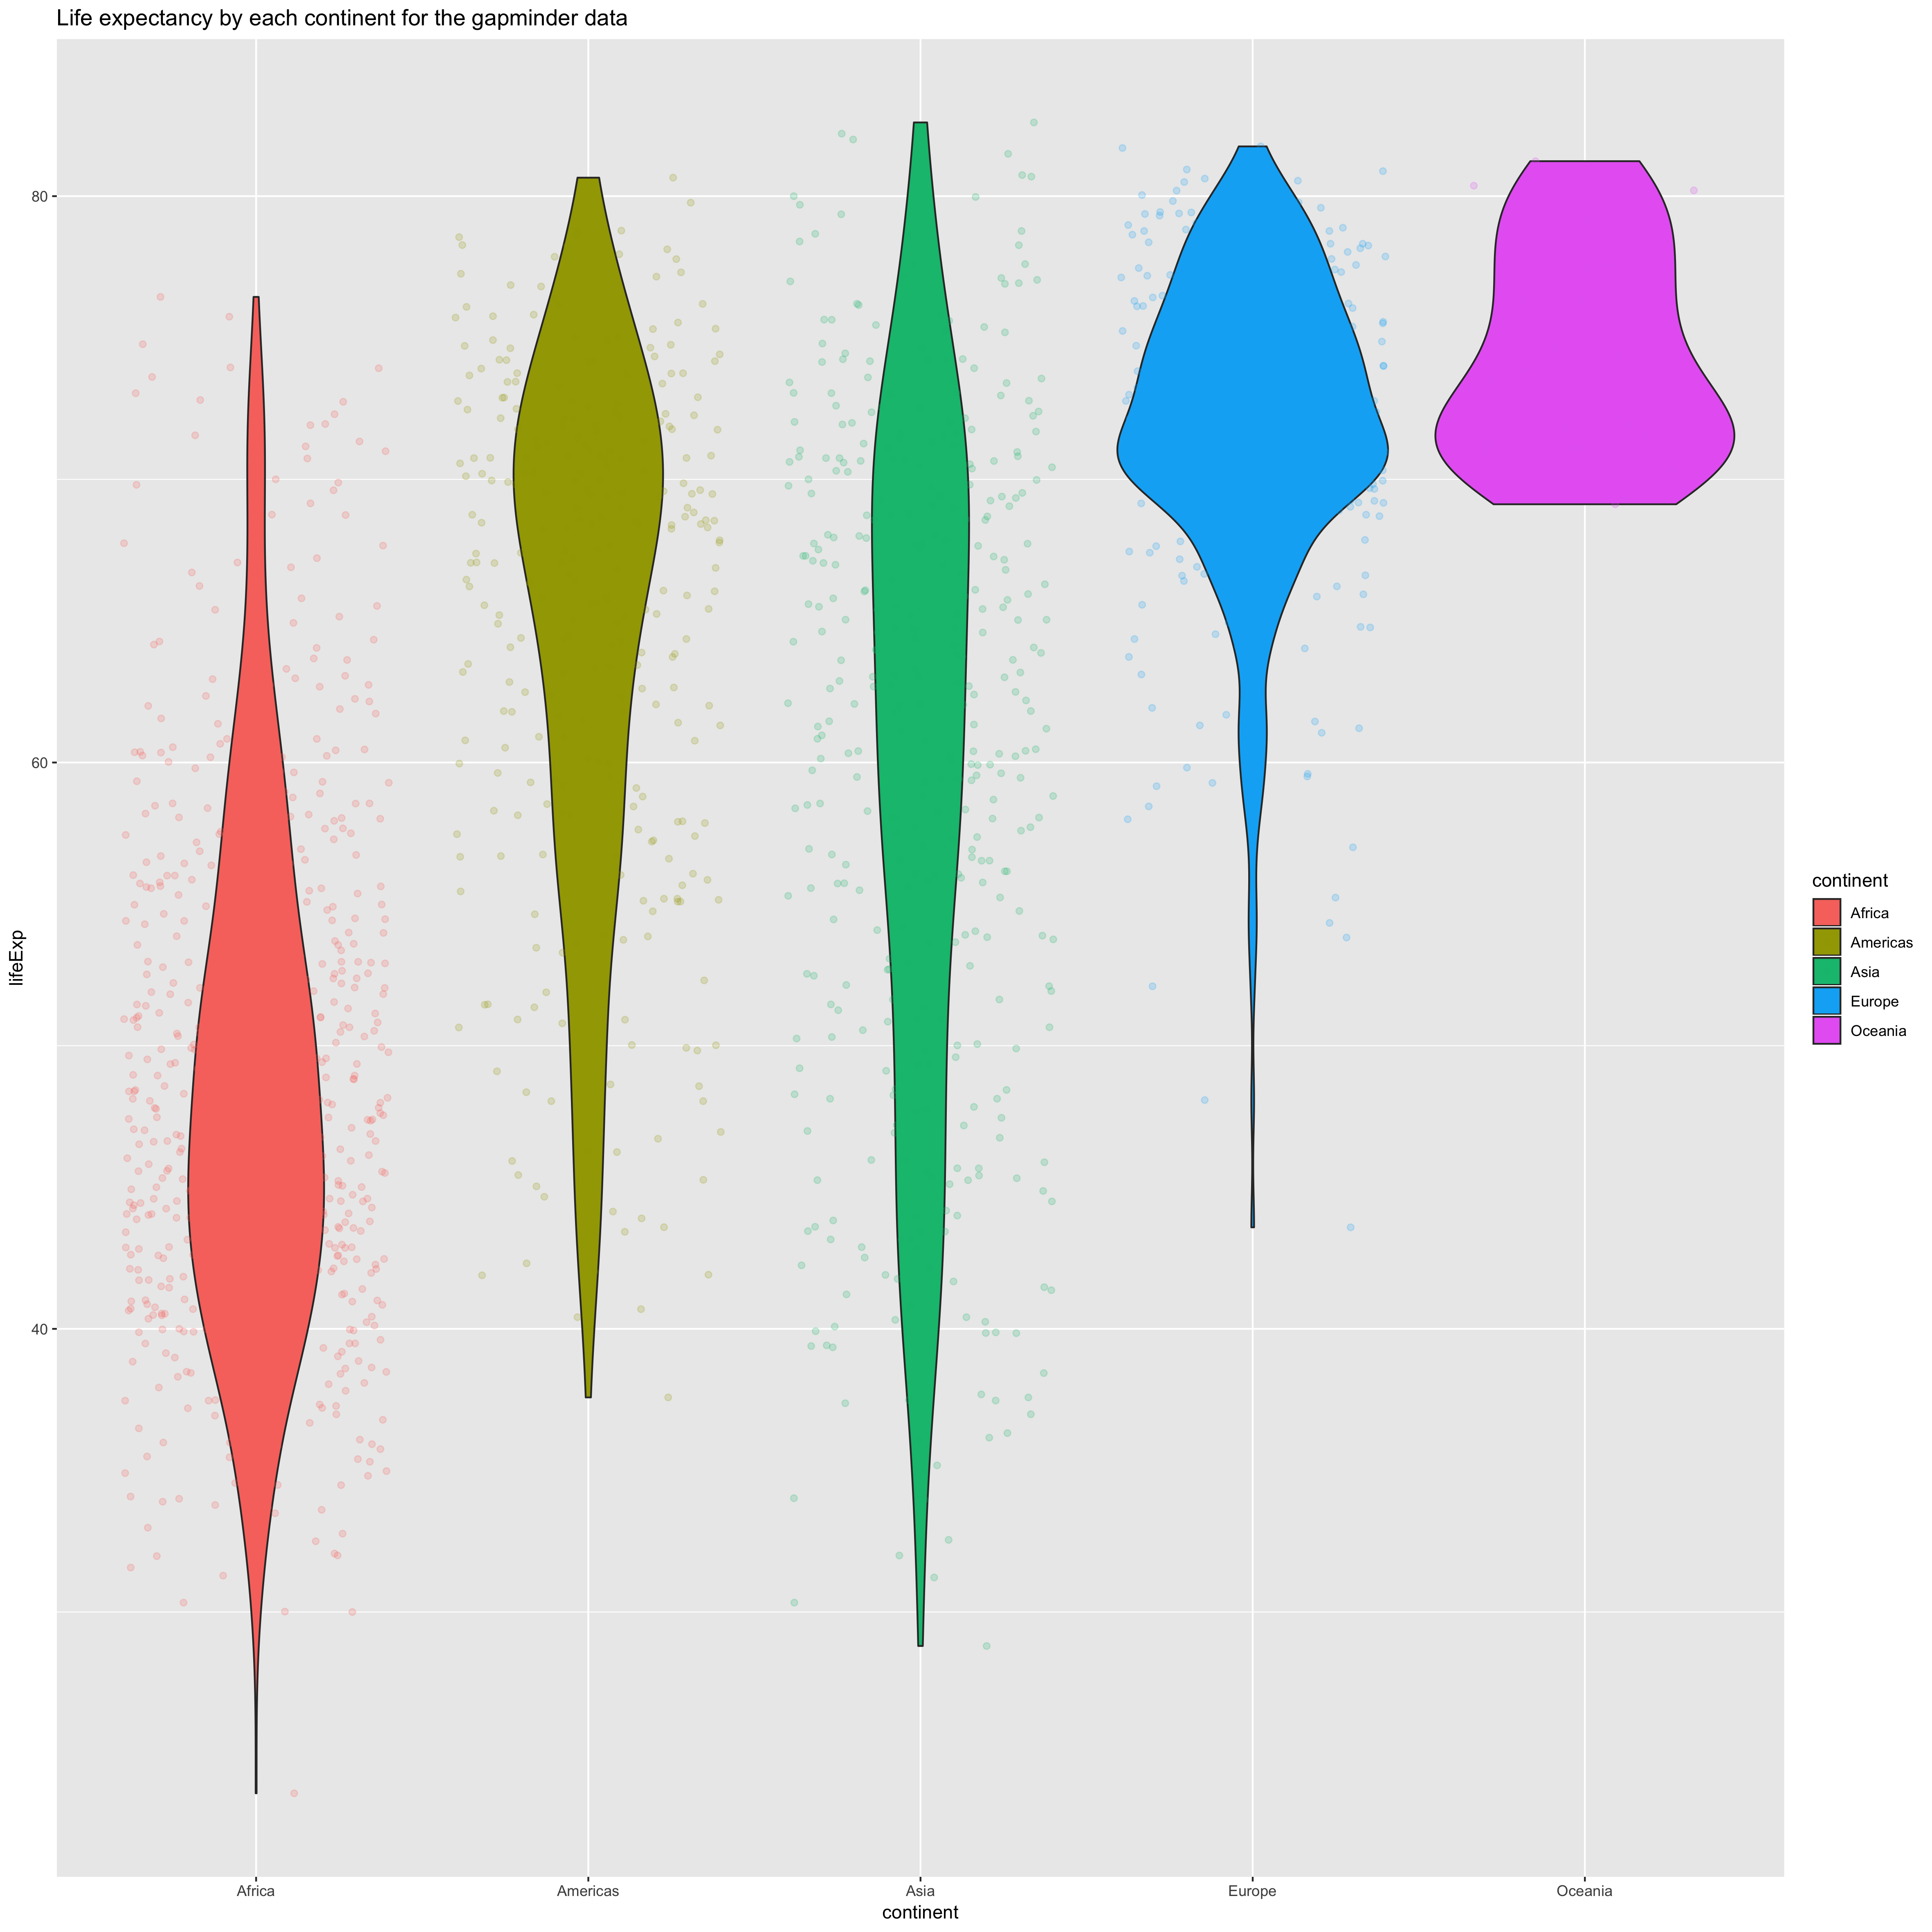 Life expectancy by each continent for the gapminder data
80
60
40
lifeExp
Africa
Americas
Asia
Europe
Oceania
continent
continent
Africa
Americas
Asia
Europe
Oceania